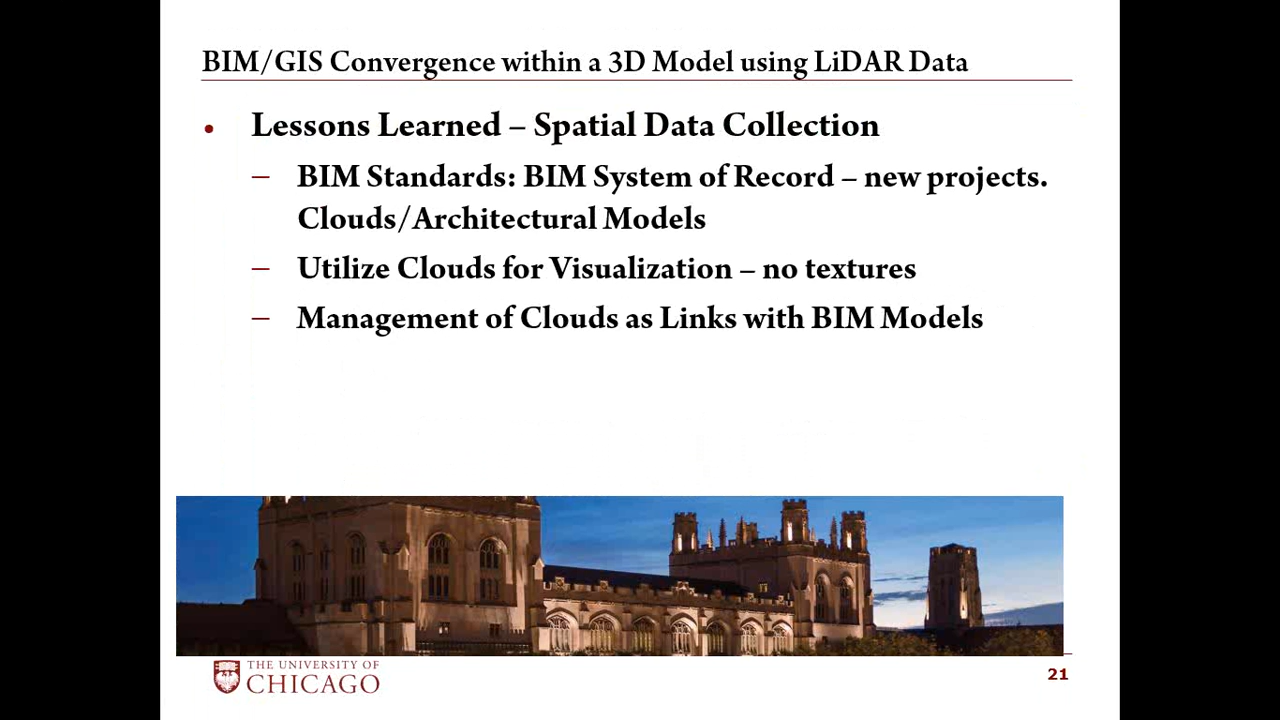 BIM/GIS Convergence within a 3D Model using LiDAR Data
• Lessons Learned – Spatial Data Collection
– BIM Standards: BIM System of Record – new projects.
Clouds/Architectural Models
– Utilize Clouds for Visualization – no textures
– Management of Clouds as Links with BIM Models
THE UNIVERSITY OF
CHICAGO
21